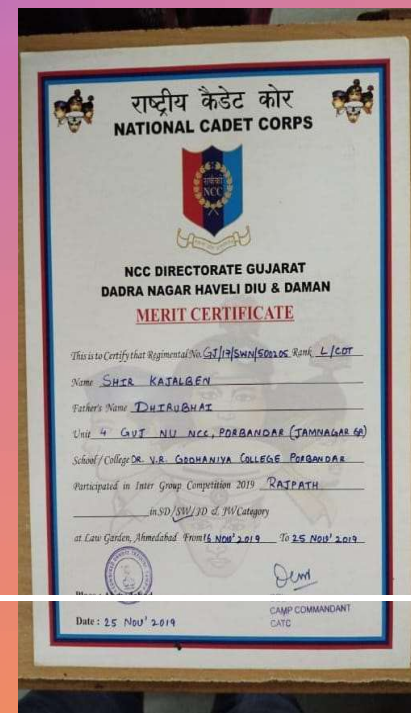 राष्ट्रीय कैडेट कोर
NATIONAL CADET CORPS
एनसीसी
NCC
NCC DIRECTORATE GUJARAT
DADRA NAGAR HAVELI DIU & DAMAN
MERIT CERTIFICATE
This is to Certify that Regimental No. GJ/17/SWN/500205 Rank L/CDT
Name SHIR KAJALBEN
Father's Name DHIRUBHAI
Unit 4 GUJ NU NCC, PORBANDAR (JAMNAGAR GP)
School / College DR. V.R. GODHANIYA COLLEGE PORBANDAR
Participated in Inter Group Competition 2019 RAJPATH
in SD/SW/JD & JW Category
at Law Garden, Ahmedabad From 16 NOV' 2019 To 25 NOV' 2019
CAMP COMMANDANT
CATC
Date : 25 NOV' 2019